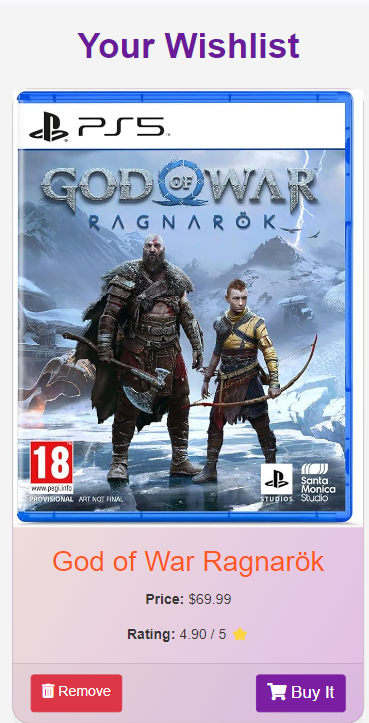 Your Wishlist
PS5
GOD OF WAR
RAGNARÖK
18
www.pegi.info
PROVISIONAL ART NOT FINAL
PlayStation
STUDIOS
Santa
Monica
Studio
God of War Ragnarök
Price: $69.99
Rating: 4.90 / 5
Remove
Buy It